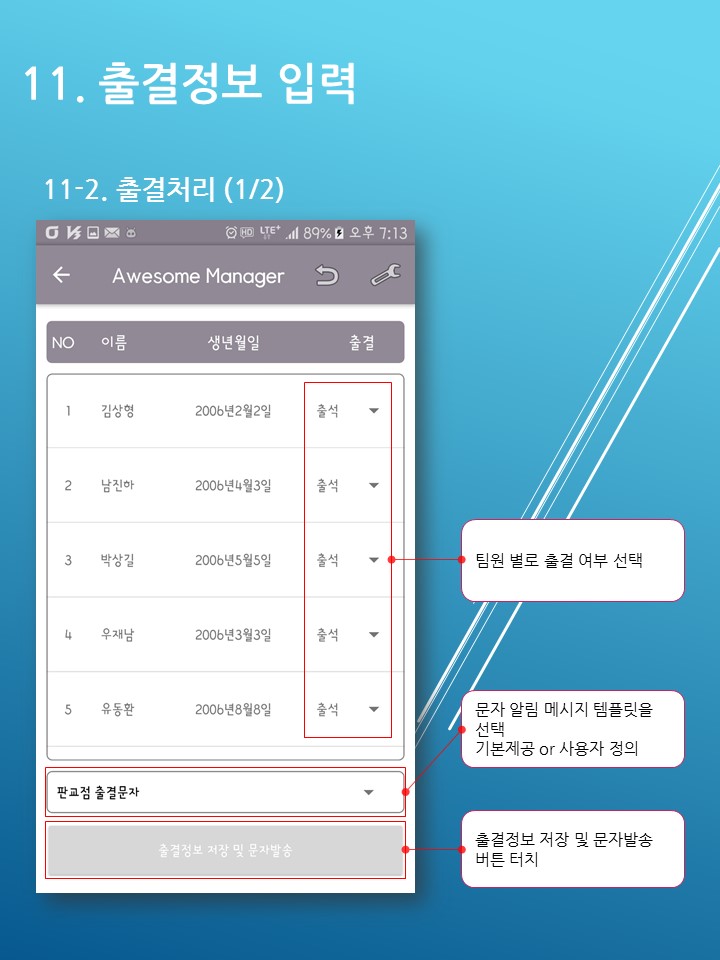 11. 출결정보 입력
11-2. 출결처리 (1/2)
HD LTE+ 89% 오후 7:13
Awesome Manager
NO 이름 생년월일 출결
1 김상형 2006년2월2일 출석
2 남진하 2006년4월3일 출석
3 박상길 2006년5월5일 출석
4 우재남 2006년3월3일 출석
5 유동환 2006년8월8일 출석
팀원 별로 출결 여부 선택
문자 알림 메시지 템플릿을
선택
기본제공 or 사용자 정의
판교점 출결문자
출결정보 저장 및 문자발송
출결정보 저장 및 문자발송
버튼 터치